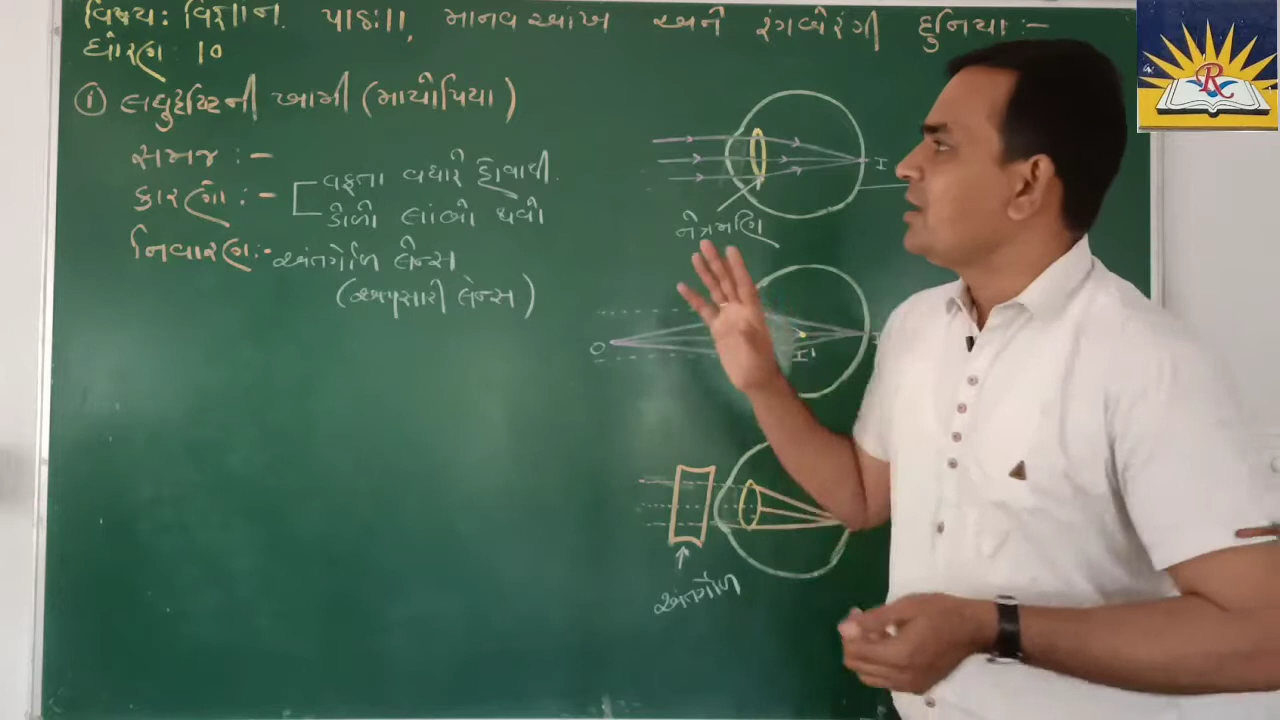 વિષય: વિજ્ઞાન. પાઠ:11, માનવ આંખ અને રંગબેરંગી દુનિયા :-
ધોરણ: 10
① લઘુદૃષ્ટિની ખામી (માયોપિયા)
સમજ :-
કારણો :- વક્રતા વધારે હોવાથી.
ડોળો લાંબો થવો
નિવારણ:- અંતર્ગોળ લેન્સ
(અપસારી લેન્સ)
I
નેત્રમણિ
O
I'
I
અંતર્ગોળ
R